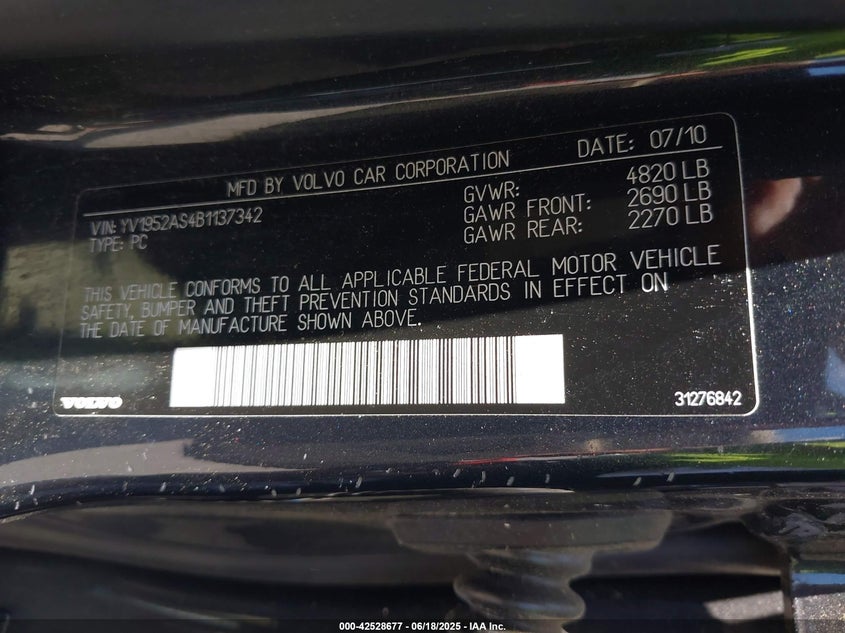 MFD BY VOLVO CAR CORPORATION
DATE: 07/10
VIN: YV1952AS4B1137342
TYPE: PC
GVWR: 4820 LB
GAWR FRONT: 2690 LB
GAWR REAR: 2270 LB
THIS VEHICLE CONFORMS TO ALL APPLICABLE FEDERAL MOTOR VEHICLE
SAFETY, BUMPER AND THEFT PREVENTION STANDARDS IN EFFECT ON
THE DATE OF MANUFACTURE SHOWN ABOVE.
VOLVO
31276842
000-42528677 - 06/18/2025 - IAA Inc.